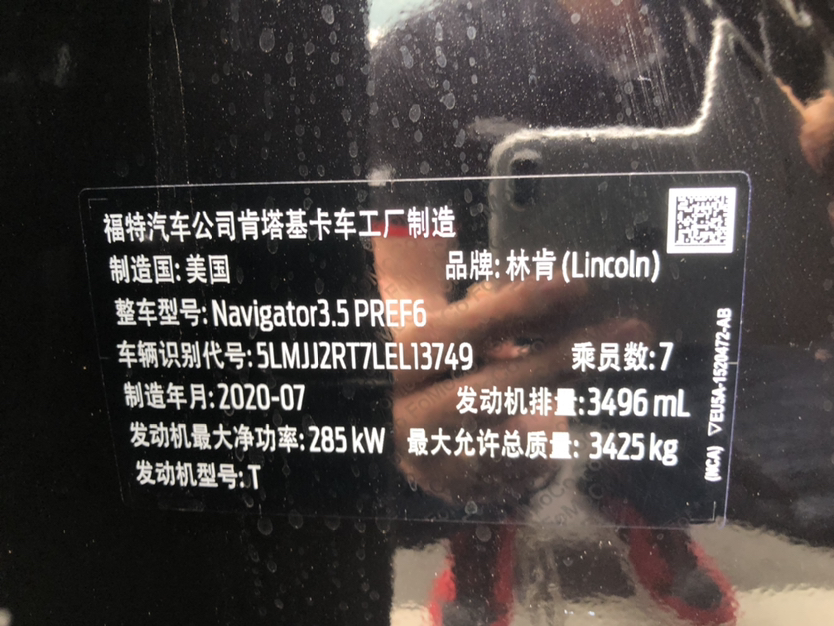 福特汽车公司肯塔基卡车工厂制造
制造国: 美国 品牌: 林肯 (Lincoln)
整车型号: Navigator3.5 PREF6
车辆识别代号: 5LMJJ2RT7LEL13749 乘员数: 7
制造年月: 2020-07 发动机排量: 3496 mL
发动机最大净功率: 285 kW 最大允许总质量: 3425 kg
发动机型号: T
(NCA) ▽EU5A-1520472-AB